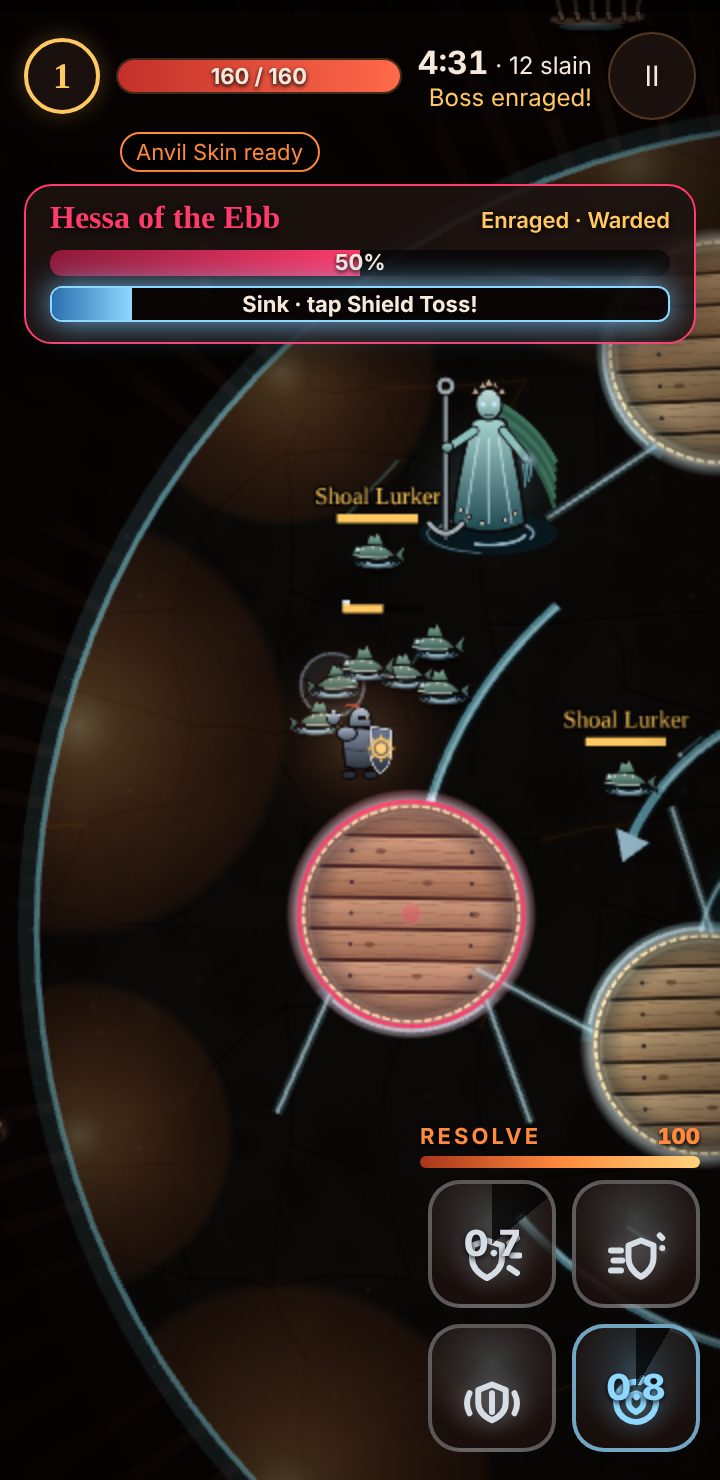 1
160 / 160
4:31 · 12 slain
Boss enraged!
Anvil Skin ready
Hessa of the Ebb
Enraged · Warded
50%
Sink · tap Shield Toss!
Shoal Lurker
Shoal Lurker
RESOLVE 100
0.7
0.8